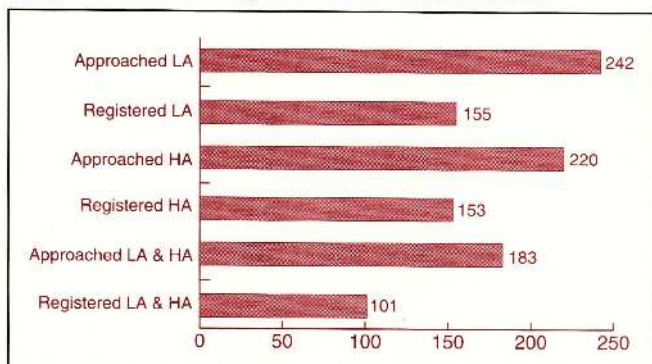 Approached LA 242
Registered LA 155
Approached HA 220
Registered HA 153
Approached LA & HA 183
Registered LA & HA 101
0 50 100 150 200 250